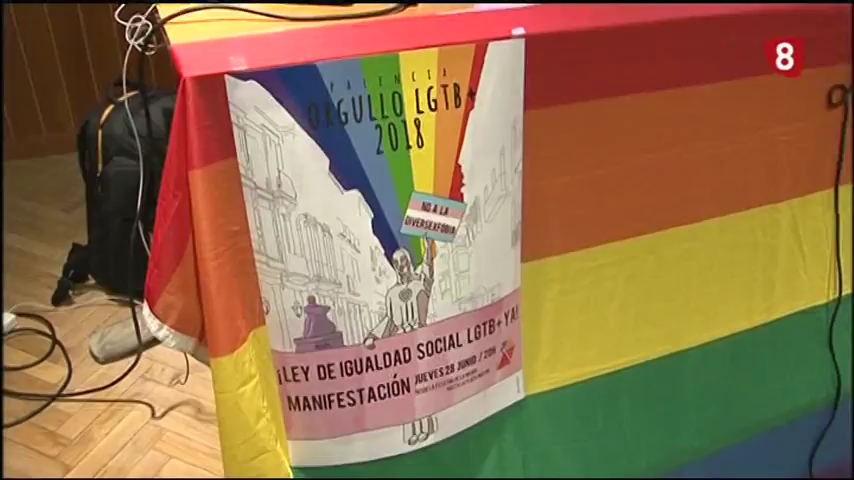 8
PALENCIA
ORGULLO LGTB+
2018
NO A LA
DIVERSEXFOBIA
¡LEY DE IGUALDAD SOCIAL LGTB+ YA!
MANIFESTACIÓN
JUEVES 28 JUNIO / 20H